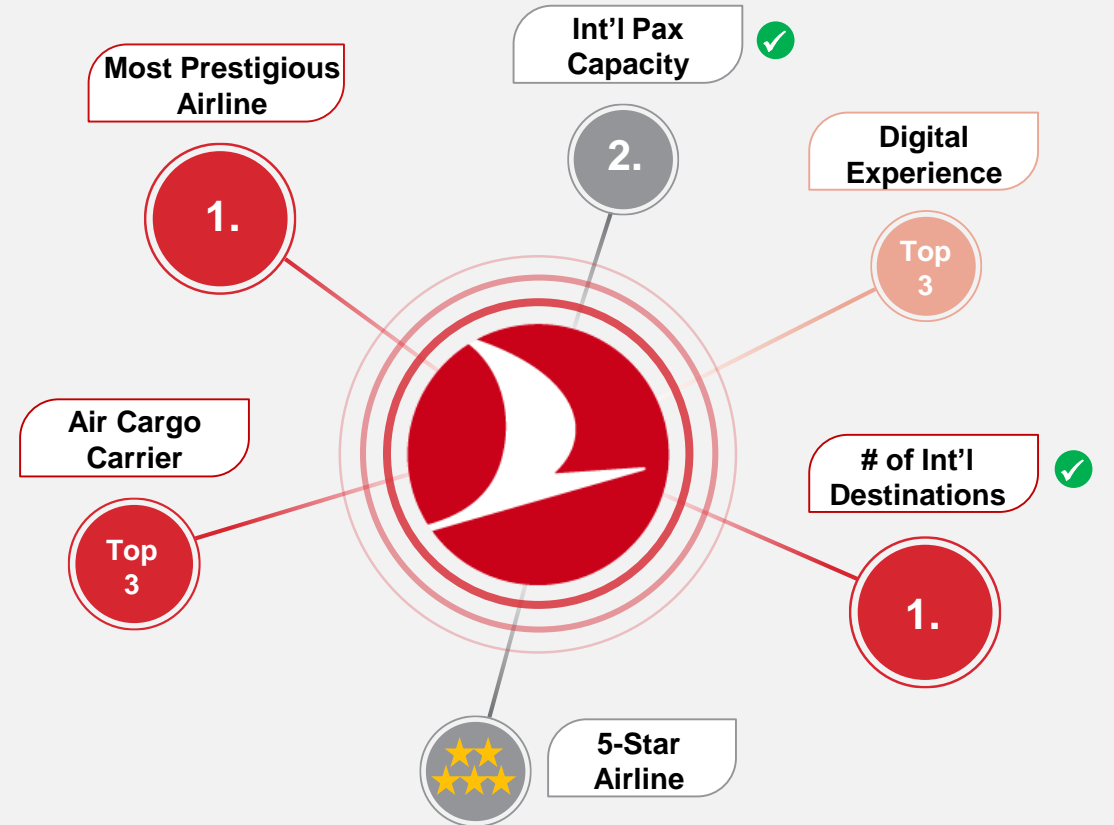 Int’l Pax
Capacity
2.
Most Prestigious
Airline
1.
Digital
Experience
Top
3
Air Cargo
Carrier
Top
3
# of Int’l
Destinations
1.
5-Star
Airline